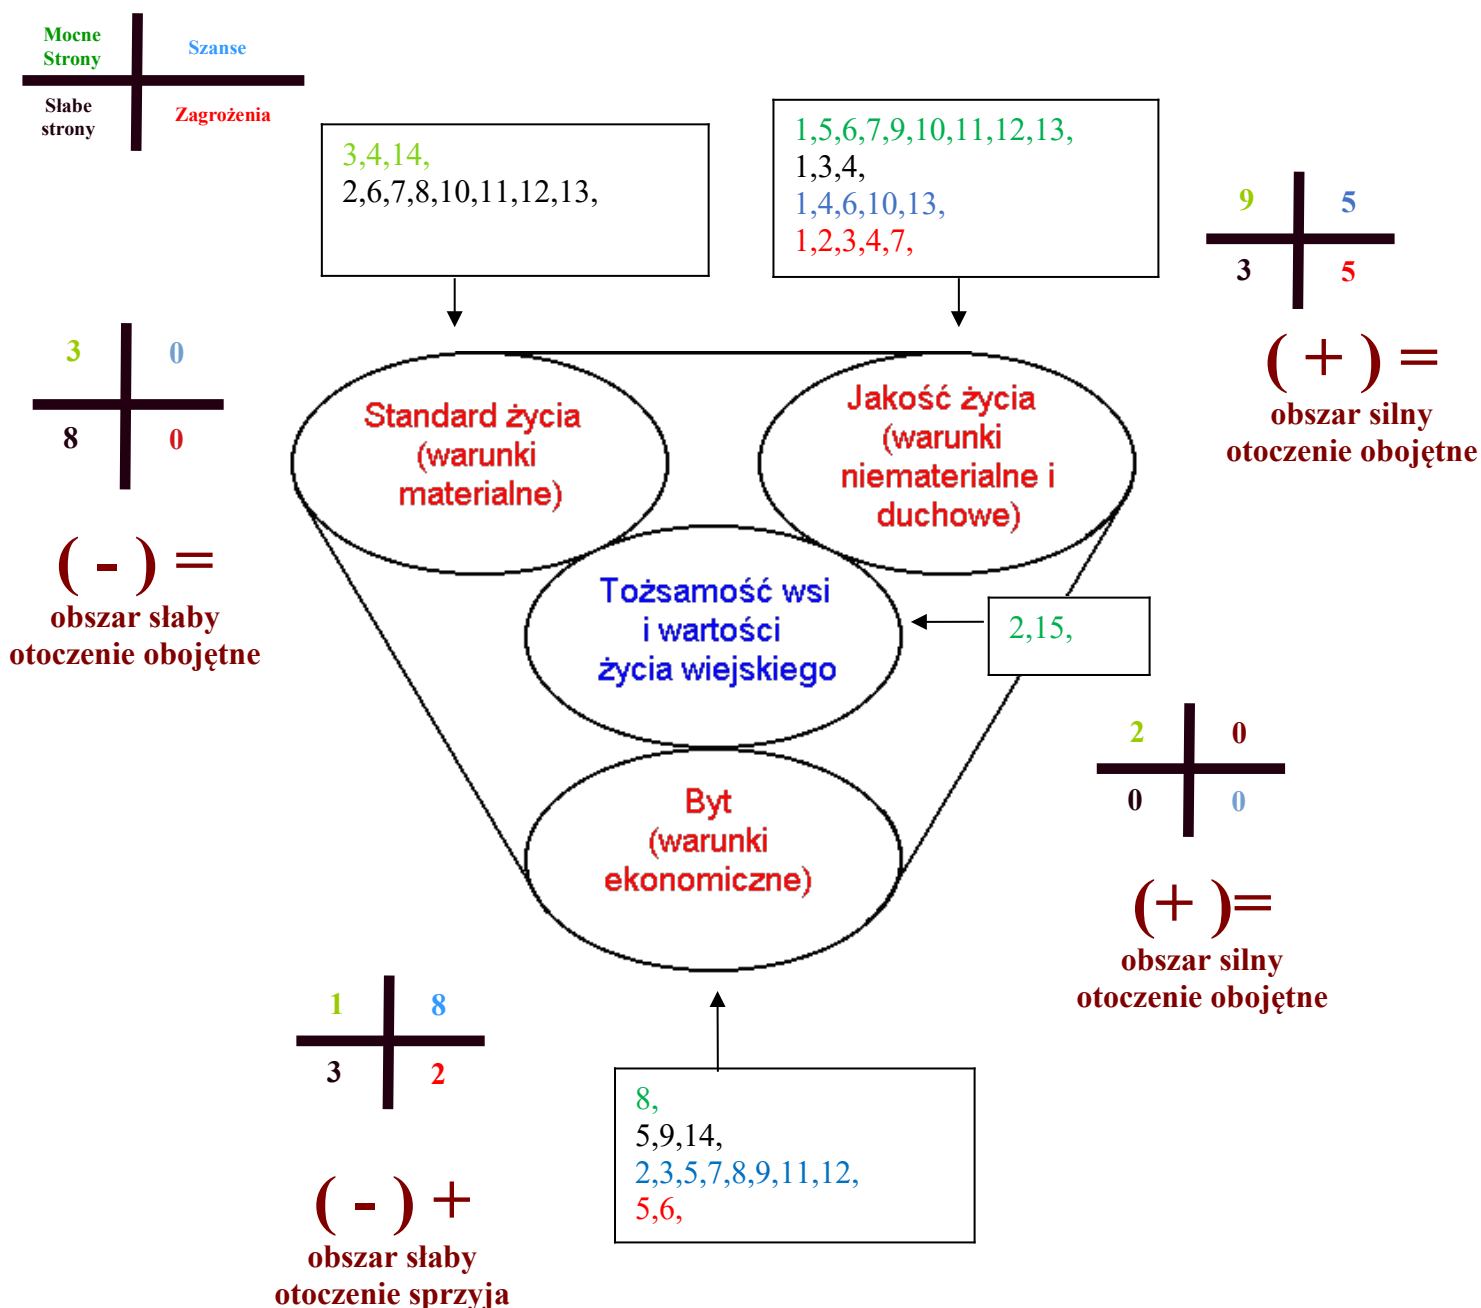 Mocne
Strony
Szanse
Słabe
strony
Zagrożenia
3,4,14,
2,6,7,8,10,11,12,13,
1,5,6,7,9,10,11,12,13,
1,3,4,
1,4,6,10,13,
1,2,3,4,7,
9 5
3 5
( + ) =
obszar silny
otoczenie obojętne
3 0
8 0
( - ) =
obszar słaby
otoczenie obojętne
Standard życia
(warunki
materialne)
Jakość życia
(warunki
niematerialne i
duchowe)
Tożsamość wsi
i wartości
życia wiejskiego
2,15,
2 0
0 0
(+ )=
obszar silny
otoczenie obojętne
Byt
(warunki
ekonomiczne)
1 8
3 2
( - ) +
obszar słaby
otoczenie sprzyja
8,
5,9,14,
2,3,5,7,8,9,11,12,
5,6,